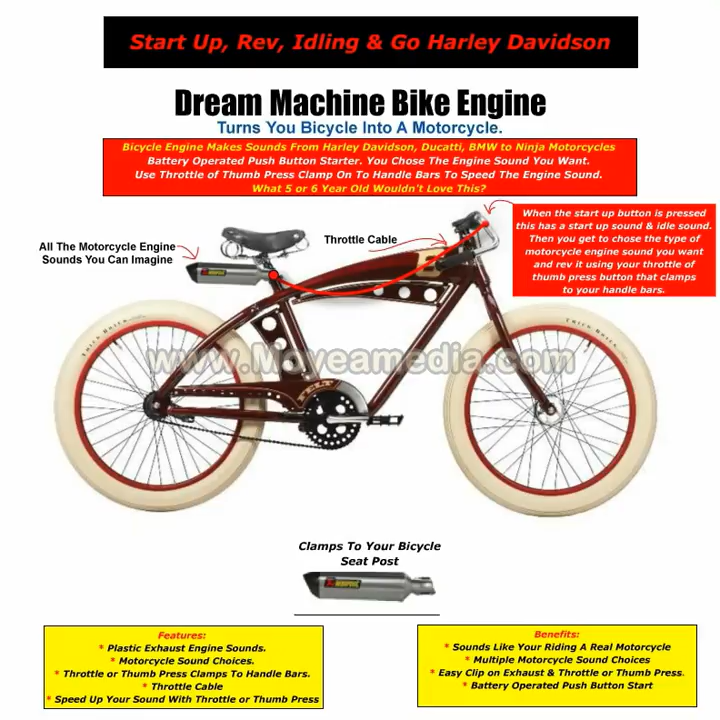 Start Up, Rev, Idling & Go Harley Davidson
Dream Machine Bike Engine
Turns You Bicycle Into A Motorcycle.
Bicycle Engine Makes Sounds From Harley Davidson, Ducatti, BMW to Ninja Motorcycles
Battery Operated Push Button Starter. You Chose The Engine Sound You Want.
Use Throttle of Thumb Press Clamp On To Handle Bars To Speed The Engine Sound.
What 5 or 6 Year Old Wouldn't Love This?
When the start up button is pressed
this has a start up sound & idle sound.
Then you get to chose the type of
motorcycle engine sound you want
and rev it using your throttle of
thumb press button that clamps
to your handle bars.
Throttle Cable
All The Motorcycle Engine
Sounds You Can Imagine
THICK BRICK
THICK BRICK
www.Moveamedia.com
FELT
Clamps To Your Bicycle
Seat Post
Features:
* Plastic Exhaust Engine Sounds.
* Motorcycle Sound Choices.
* Throttle or Thumb Press Clamps To Handle Bars.
* Throttle Cable
* Speed Up Your Sound With Throttle or Thumb Press
Benefits:
* Sounds Like Your Riding A Real Motorcycle
* Multiple Motorcycle Sound Choices
* Easy Clip on Exhaust & Throttle or Thumb Press.
* Battery Operated Push Button Start